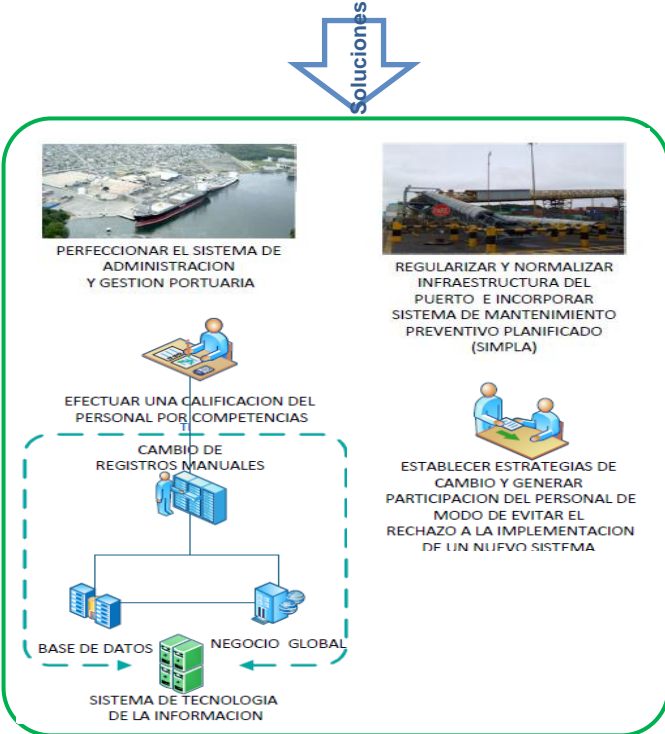 Soluciones
PERFECCIONAR EL SISTEMA DE
ADMINISTRACION
Y GESTION PORTUARIA
REGULARIZAR Y NORMALIZAR
INFRAESTRUCTURA DEL
PUERTO E INCORPORAR
SISTEMA DE MANTENIMIENTO
PREVENTIVO PLANIFICADO
(SIMPLA)
EFECTUAR UNA CALIFICACION DEL
PERSONAL POR COMPETENCIAS
TI
CAMBIO DE
REGISTROS MANUALES
ESTABLECER ESTRATEGIAS DE
CAMBIO Y GENERAR
PARTICIPACION DEL PERSONAL DE
MODO DE EVITAR EL
RECHAZO A LA IMPLEMENTACION
DE UN NUEVO SISTEMA
BASE DE DATOS
NEGOCIO GLOBAL
SISTEMA DE TECNOLOGIA
DE LA INFORMACION